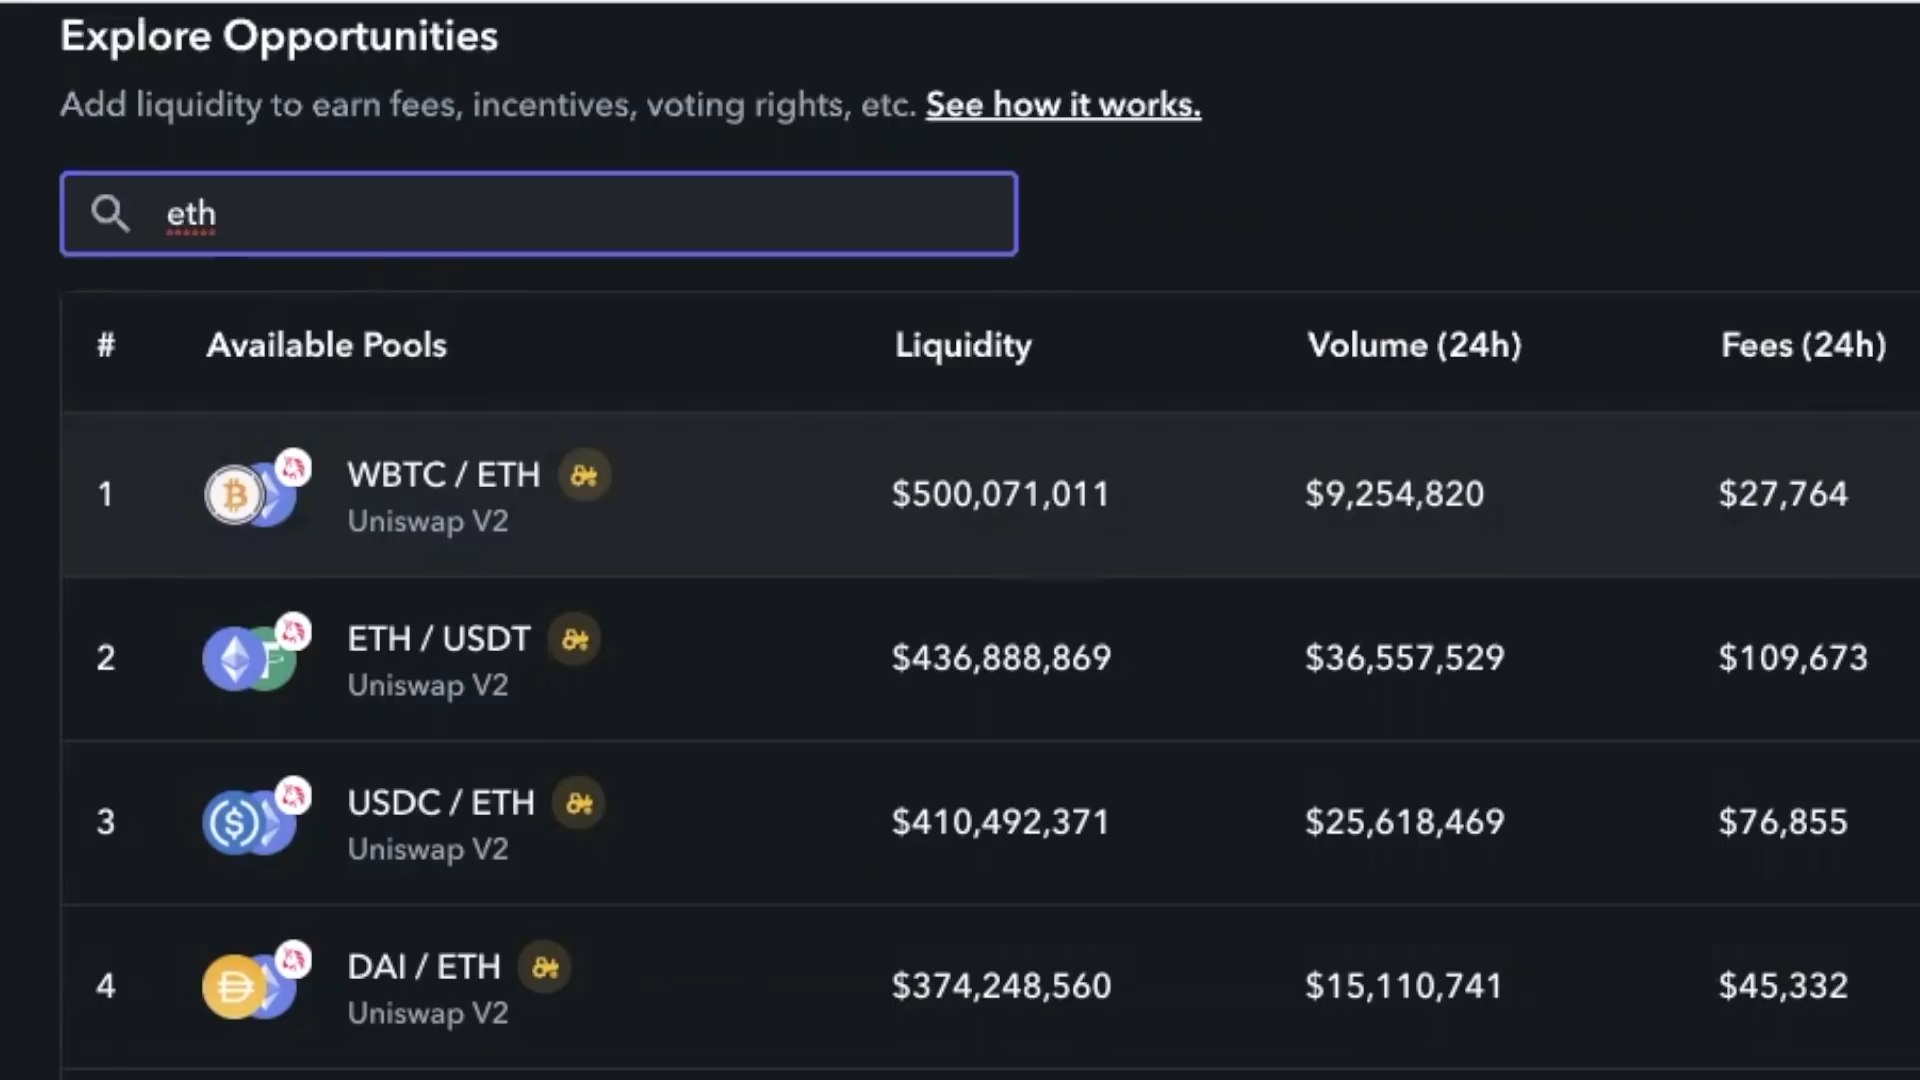 Explore Opportunities
Add liquidity to earn fees, incentives, voting rights, etc. See how it works.
eth
# Available Pools Liquidity Volume (24h) Fees (24h)
1 WBTC / ETH $500,071,011 $9,254,820 $27,764
Uniswap V2
2 ETH / USDT $436,888,869 $36,557,529 $109,673
Uniswap V2
3 USDC / ETH $410,492,371 $25,618,469 $76,855
Uniswap V2
4 DAI / ETH $374,248,560 $15,110,741 $45,332
Uniswap V2